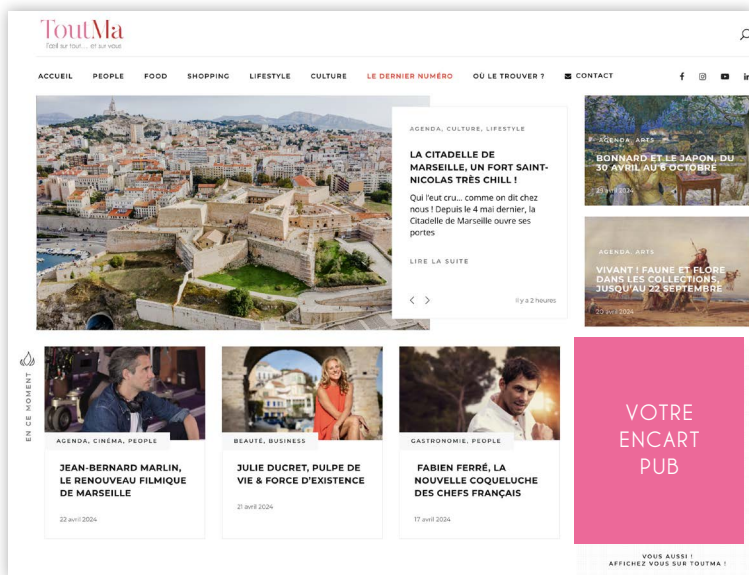 ToutMa
l'œil sur tout ... et sur vous
ACCUEIL PEOPLE FOOD SHOPPING LIFESTYLE CULTURE LE DERNIER NUMÉRO OÙ LE TROUVER ? CONTACT
AGENDA, CULTURE, LIFESTYLE
LA CITADELLE DE
MARSEILLE, UN FORT SAINT-
NICOLAS TRÈS CHILL !
Qui l'eut cru... comme on dit chez
nous ! Depuis le 4 mai dernier, la
Citadelle de Marseille ouvre ses
portes
LIRE LA SUITE
il y a 2 heures
AGENDA, ARTS
BONNARD ET LE JAPON, DU
30 AVRIL AU 6 OCTOBRE
avril 2024
AGENDA, ARTS
VIVANT ! FAUNE ET FLORE
DANS LES COLLECTIONS,
JUSQU'AU 22 SEPTEMBRE
20 avril 2024
EN CE MOMENT
AGENDA, CINÉMA, PEOPLE
JEAN-BERNARD MARLIN,
LE RENOUVEAU FILMIQUE
DE MARSEILLE
22 avril 2024
BEAUTÉ, BUSINESS
JULIE DUCRET, PULPE DE
VIE & FORCE D'EXISTENCE
21 avril 2024
GASTRONOMIE, PEOPLE
FABIEN FERRÉ, LA
NOUVELLE COQUELUCHE
DES CHEFS FRANÇAIS
17 avril 2024
VOTRE
ENCART
PUB
VOUS AUSSI !
AFFICHEZ VOUS SUR TOUTMA !